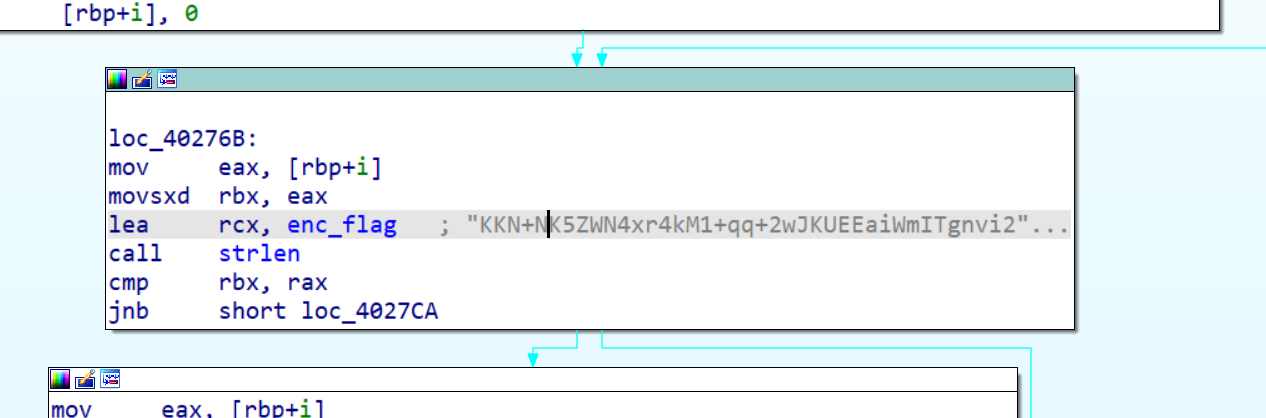 [rbp+i], 0
loc_40276B:
mov eax, [rbp+i]
movsxd rbx, eax
lea rcx, enc_flag ; "KKN+NK5ZWN4xr4kM1+qq+2wJKUEEaiWmITgnvi2"...
call strlen
cmp rbx, rax
jnb short loc_4027CA
mov eax, [rbp+i]